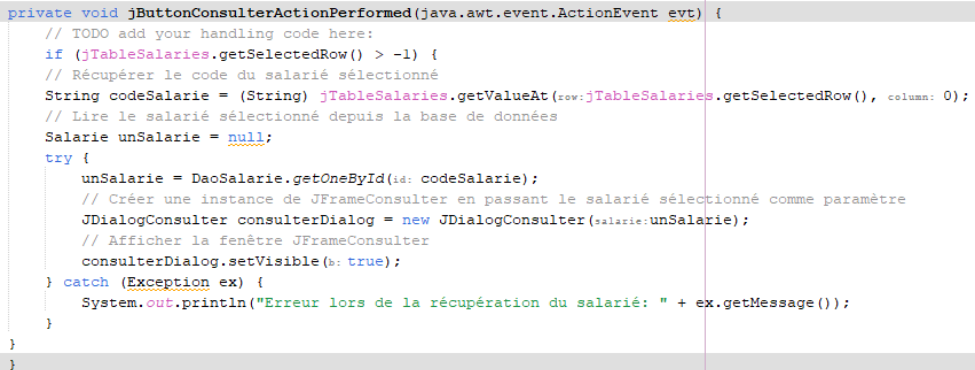 private void jButtonConsulterActionPerformed(java.awt.event.ActionEvent evt) {
    // TODO add your handling code here:
    if (jTableSalaries.getSelectedRow() > -1) {
    // Récupérer le code du salarié sélectionné
    String codeSalarie = (String) jTableSalaries.getValueAt(row:jTableSalaries.getSelectedRow(), column: 0);
    // Lire le salarié sélectionné depuis la base de données
    Salarie unSalarie = null;
    try {
        unSalarie = DaoSalarie.getOneById(id: codeSalarie);
        // Créer une instance de JFrameConsulter en passant le salarié sélectionné comme paramètre
        JDialogConsulter consulterDialog = new JDialogConsulter(salarie:unSalarie);
        // Afficher la fenêtre JFrameConsulter
        consulterDialog.setVisible(b: true);
    } catch (Exception ex) {
        System.out.println("Erreur lors de la récupération du salarié: " + ex.getMessage());
    }
}
}